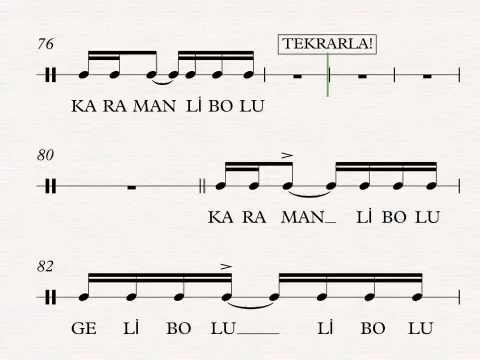 76
TEKRARLA!
KA RA MAN Lİ BO LU
80
KA RA MAN_ Lİ BO LU
82
GE Lİ BO LU____ Lİ BO LU